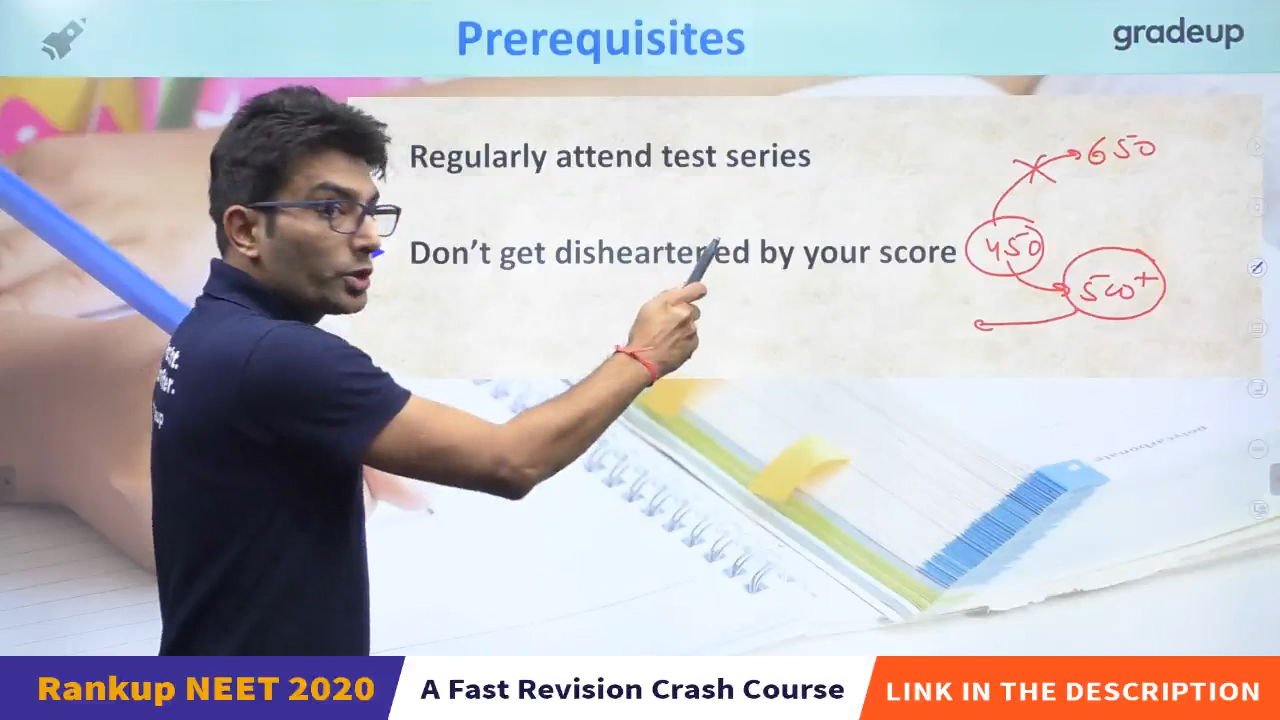 Prerequisites
gradeup
Regularly attend test series
650
Don't get disheartened by your score
450
500+
polycarbonate
Rankup NEET 2020
A Fast Revision Crash Course
LINK IN THE DESCRIPTION